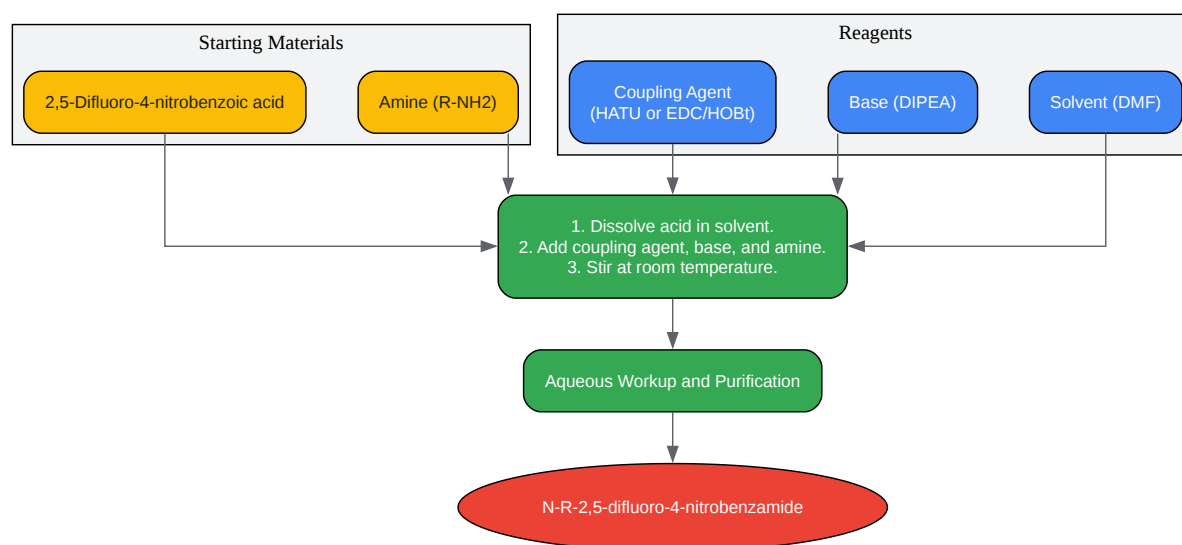 Starting Materials
Reagents
2,5-Difluoro-4-nitrobenzoic acid
Amine (R-NH2)
Coupling Agent
(HATU or EDC/HOBt)
Base (DIPEA)
Solvent (DMF)
1. Dissolve acid in solvent.
2. Add coupling agent, base, and amine.
3. Stir at room temperature.
Aqueous Workup and Purification
N-R-2,5-difluoro-4-nitrobenzamide